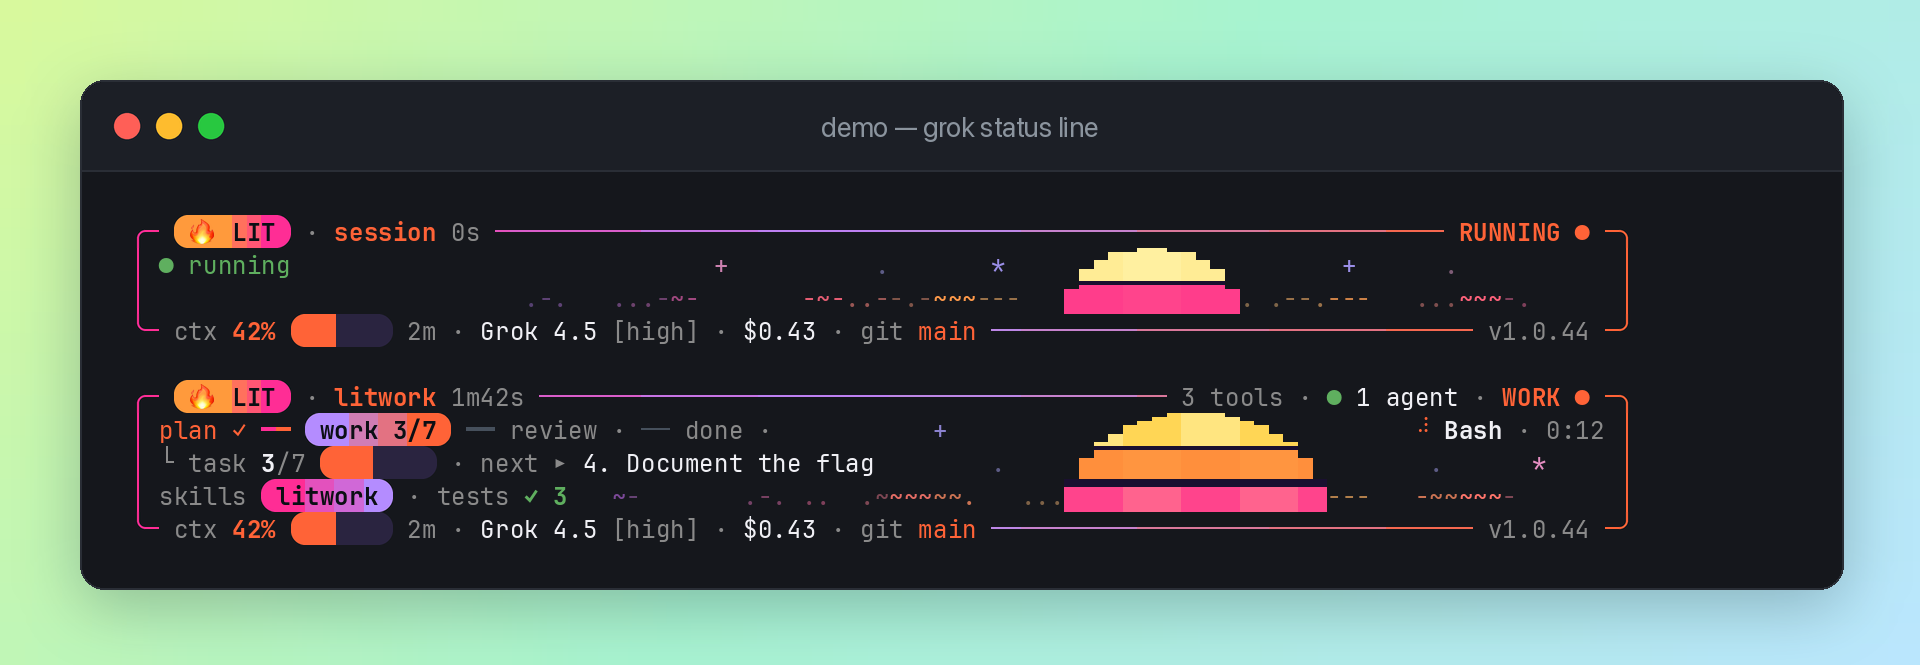 demo — grok status line
🔥 LIT · session 0s RUNNING ●
● running
ctx 42% 2m · Grok 4.5 [high] · $0.43 · git main v1.0.44
🔥 LIT · litwork 1m42s 3 tools · ● 1 agent · WORK ●
plan ✓ work 3/7 review · done · Bash · 0:12
└ task 3/7 · next ▸ 4. Document the flag
skills litwork · tests ✓ 3
ctx 42% 2m · Grok 4.5 [high] · $0.43 · git main v1.0.44